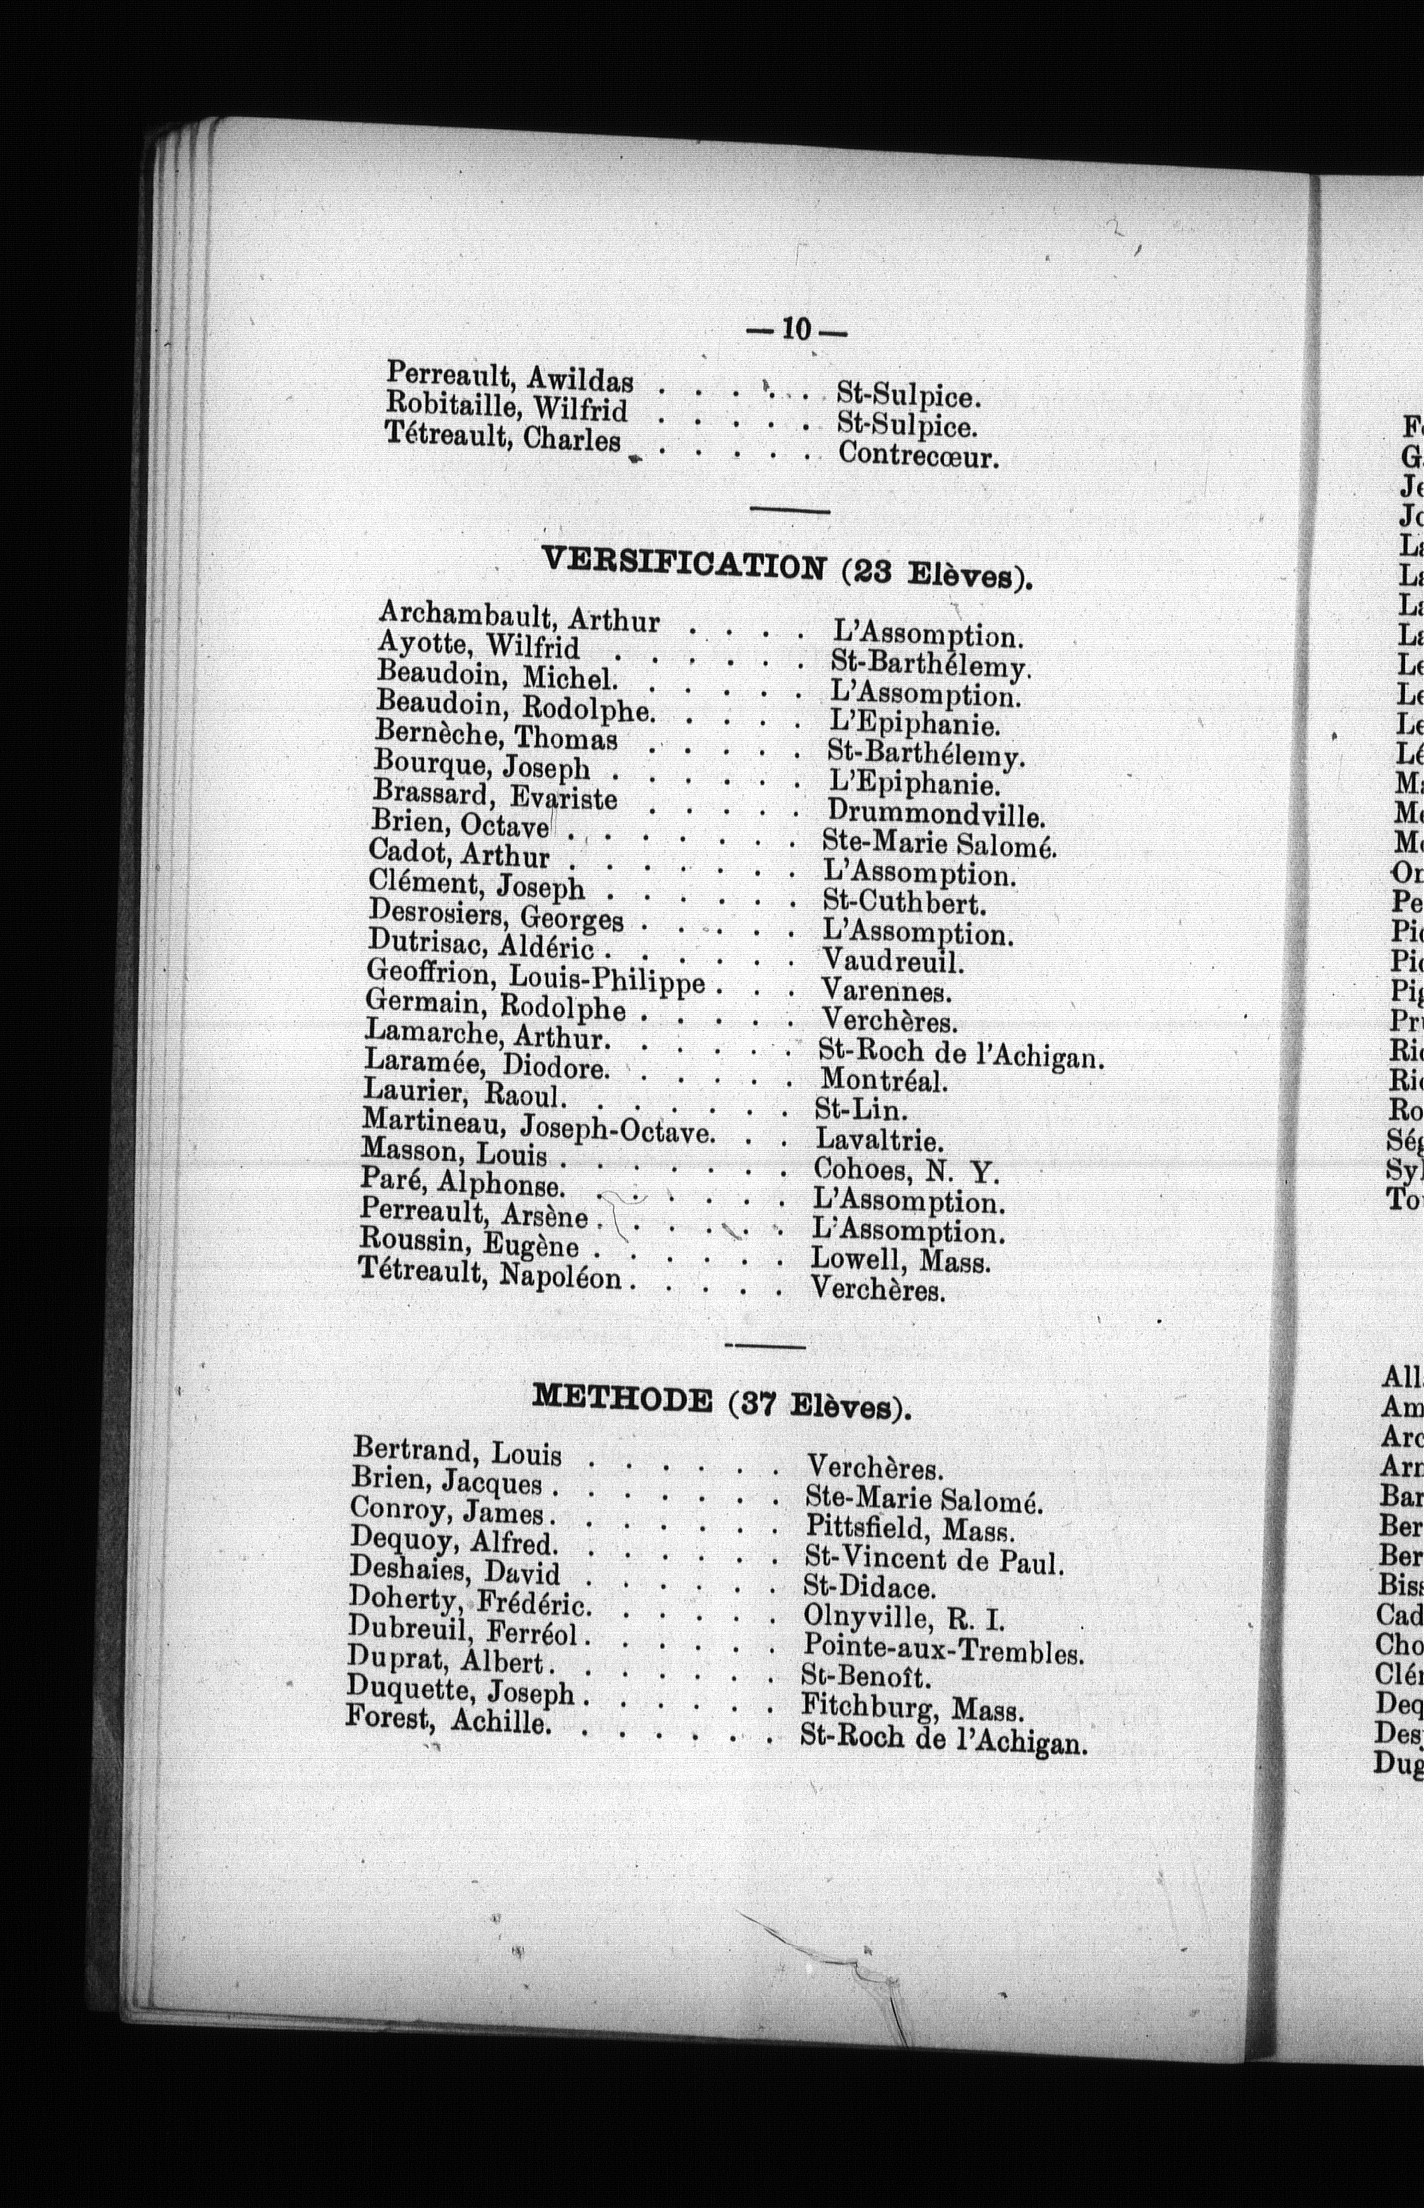 — 10 —
Perreault, Awildas . . . . . St-Sulpice.
Robitaille, Wilfrid . . . . . St-Sulpice.
Tétreault, Charles . . . . . Contrecœur.
VERSIFICATION (23 Elèves).
Archambault, Arthur . . . . L'Assomption.
Ayotte, Wilfrid . . . . . . St-Barthélemy.
Beaudoin, Michel. . . . . . L'Assomption.
Beaudoin, Rodolphe. . . . . L'Epiphanie.
Bernèche, Thomas . . . . . St-Barthélemy.
Bourque, Joseph . . . . . . L'Epiphanie.
Brassard, Evariste . . . . . Drummondville.
Brien, Octave . . . . . . . Ste-Marie Salomé.
Cadot, Arthur . . . . . . . L'Assomption.
Clément, Joseph . . . . . . St-Cuthbert.
Desrosiers, Georges . . . . . L'Assomption.
Dutrisac, Aldéric . . . . . . Vaudreuil.
Geoffrion, Louis-Philippe . . . Varennes.
Germain, Rodolphe . . . . . Verchères.
Lamarche, Arthur. . . . . . St-Roch de l'Achigan.
Laramée, Diodore. . . . . . Montréal.
Laurier, Raoul. . . . . . . St-Lin.
Martineau, Joseph-Octave. . . Lavaltrie.
Masson, Louis . . . . . . . Cohoes, N. Y.
Paré, Alphonse. . . . . . . L'Assomption.
Perreault, Arsène . . . . . . L'Assomption.
Roussin, Eugène . . . . . . Lowell, Mass.
Tétreault, Napoléon . . . . . Verchères.
METHODE (37 Elèves).
Bertrand, Louis . . . . . . Verchères.
Brien, Jacques . . . . . . . Ste-Marie Salomé.
Conroy, James. . . . . . . Pittsfield, Mass.
Dequoy, Alfred. . . . . . . St-Vincent de Paul.
Deshaies, David . . . . . . St-Didace.
Doherty, Frédéric. . . . . . Olnyville, R. I.
Dubreuil, Ferréol . . . . . . Pointe-aux-Trembles.
Duprat, Albert. . . . . . . St-Benoît.
Duquette, Joseph . . . . . . Fitchburg, Mass.
Forest, Achille. . . . . . . St-Roch de l'Achigan.